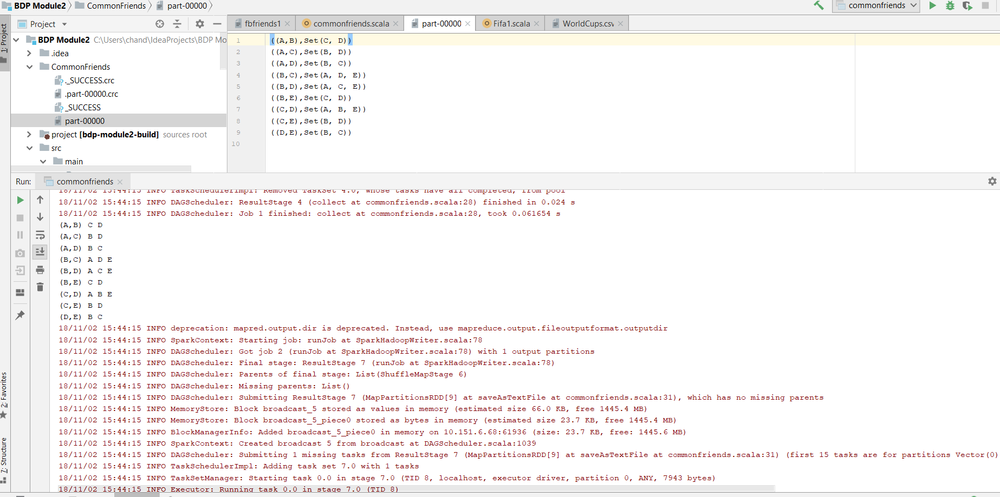 BDP Module2 CommonFriends part-00000 commonfriends
1: Project
Project fbfriends1 commonfriends.scala part-00000 Fifa1.scala WorldCups.csv
BDP Module2 C:\Users\chand\IdeaProjects\BDP Mo
.idea
CommonFriends
._SUCCESS.crc
.part-00000.crc
_SUCCESS
part-00000
project [bdp-module2-build] sources root
src
main
1 ((A,B),Set(C, D))
2 ((A,C),Set(B, D))
3 ((A,D),Set(B, C))
4 ((B,C),Set(A, D, E))
5 ((B,D),Set(A, C, E))
6 ((B,E),Set(C, D))
7 ((C,D),Set(A, B, E))
8 ((C,E),Set(B, D))
9 ((D,E),Set(B, C))
10
Run: commonfriends
18/11/02 15:44:15 INFO TaskSchedulerImpl: Removed TaskSet 4.0, whose tasks have all completed, from pool
18/11/02 15:44:15 INFO DAGScheduler: ResultStage 4 (collect at commonfriends.scala:28) finished in 0.024 s
18/11/02 15:44:15 INFO DAGScheduler: Job 1 finished: collect at commonfriends.scala:28, took 0.061654 s
(A,B) C D
(A,C) B D
(A,D) B C
(B,C) A D E
(B,D) A C E
(B,E) C D
(C,D) A B E
(C,E) B D
(D,E) B C
18/11/02 15:44:15 INFO deprecation: mapred.output.dir is deprecated. Instead, use mapreduce.output.fileoutputformat.outputdir
18/11/02 15:44:15 INFO SparkContext: Starting job: runJob at SparkHadoopWriter.scala:78
18/11/02 15:44:15 INFO DAGScheduler: Got job 2 (runJob at SparkHadoopWriter.scala:78) with 1 output partitions
18/11/02 15:44:15 INFO DAGScheduler: Final stage: ResultStage 7 (runJob at SparkHadoopWriter.scala:78)
18/11/02 15:44:15 INFO DAGScheduler: Parents of final stage: List(ShuffleMapStage 6)
18/11/02 15:44:15 INFO DAGScheduler: Missing parents: List()
18/11/02 15:44:15 INFO DAGScheduler: Submitting ResultStage 7 (MapPartitionsRDD[9] at saveAsTextFile at commonfriends.scala:31), which has no missing parents
18/11/02 15:44:15 INFO MemoryStore: Block broadcast_5 stored as values in memory (estimated size 66.0 KB, free 1445.4 MB)
18/11/02 15:44:15 INFO MemoryStore: Block broadcast_5_piece0 stored as bytes in memory (estimated size 23.7 KB, free 1445.4 MB)
18/11/02 15:44:15 INFO BlockManagerInfo: Added broadcast_5_piece0 in memory on 10.151.6.68:61936 (size: 23.7 KB, free: 1445.6 MB)
18/11/02 15:44:15 INFO SparkContext: Created broadcast 5 from broadcast at DAGScheduler.scala:1039
18/11/02 15:44:15 INFO DAGScheduler: Submitting 1 missing tasks from ResultStage 7 (MapPartitionsRDD[9] at saveAsTextFile at commonfriends.scala:31) (first 15 tasks are for partitions Vector(0)
18/11/02 15:44:15 INFO TaskSchedulerImpl: Adding task set 7.0 with 1 tasks
18/11/02 15:44:15 INFO TaskSetManager: Starting task 0.0 in stage 7.0 (TID 8, localhost, executor driver, partition 0, ANY, 7943 bytes)
18/11/02 15:44:15 INFO Executor: Running task 0.0 in stage 7.0 (TID 8)
2: Favorites
7: Structure